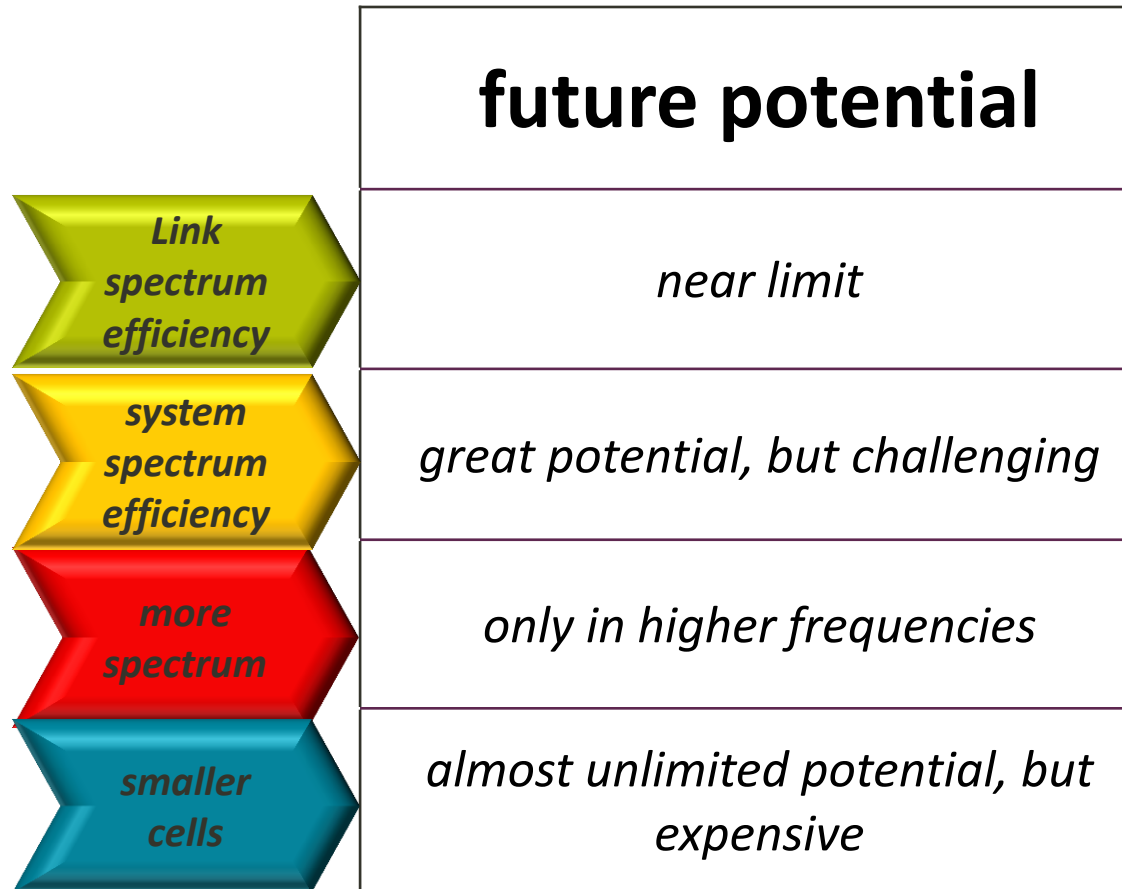 future potential
Link
spectrum
efficiency
near limit
system
spectrum
efficiency
great potential, but challenging
more
spectrum
only in higher frequencies
smaller
cells
almost unlimited potential, but
expensive